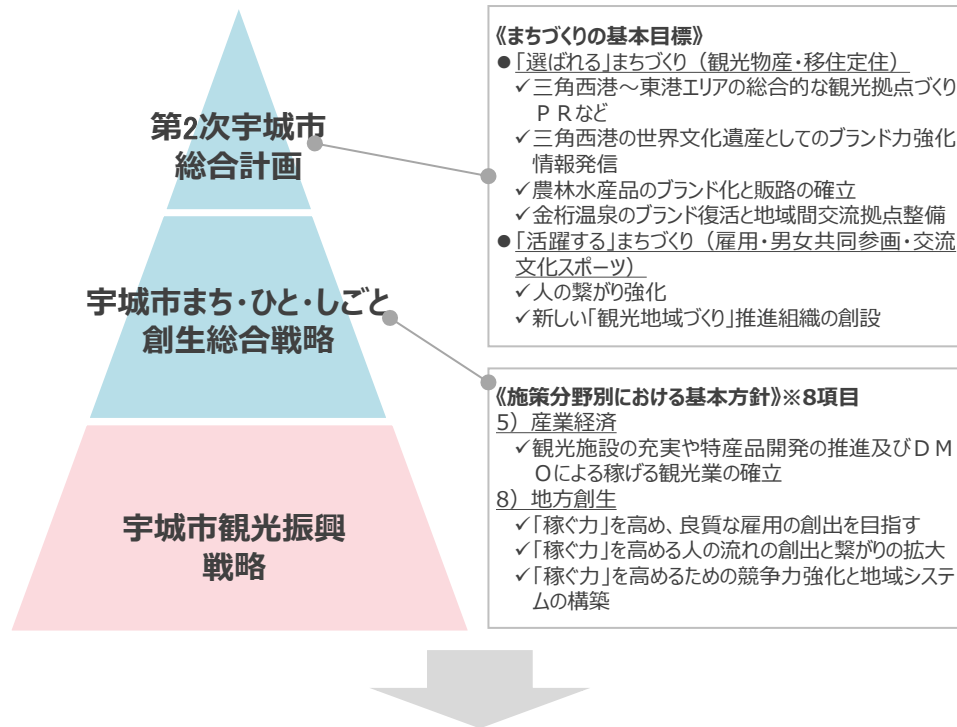 第2次宇城市
総合計画
宇城市まち・ひと・しごと
創生総合戦略
宇城市観光振興
戦略
《まちづくりの基本目標》
●「選ばれる」まちづくり（観光物産・移住定住）
✓三角西港～東港エリアの総合的な観光拠点づくり
ＰＲなど
✓三角西港の世界文化遺産としてのブランド力強化
情報発信
✓農林水産品のブランド化と販路の確立
✓金桁温泉のブランド復活と地域間交流拠点整備
●「活躍する」まちづくり（雇用・男女共同参画・交流
文化スポーツ）
✓人の繋がり強化
✓新しい「観光地域づくり」推進組織の創設
《施策分野別における基本方針》※8項目
5）産業経済
✓観光施設の充実や特産品開発の推進及びＤＭ
Ｏによる稼げる観光業の確立
8）地方創生
✓「稼ぐ力」を高め、良質な雇用の創出を目指す
✓「稼ぐ力」を高める人の流れの創出と繋がりの拡大
✓「稼ぐ力」を高めるための競争力強化と地域システ
ムの構築